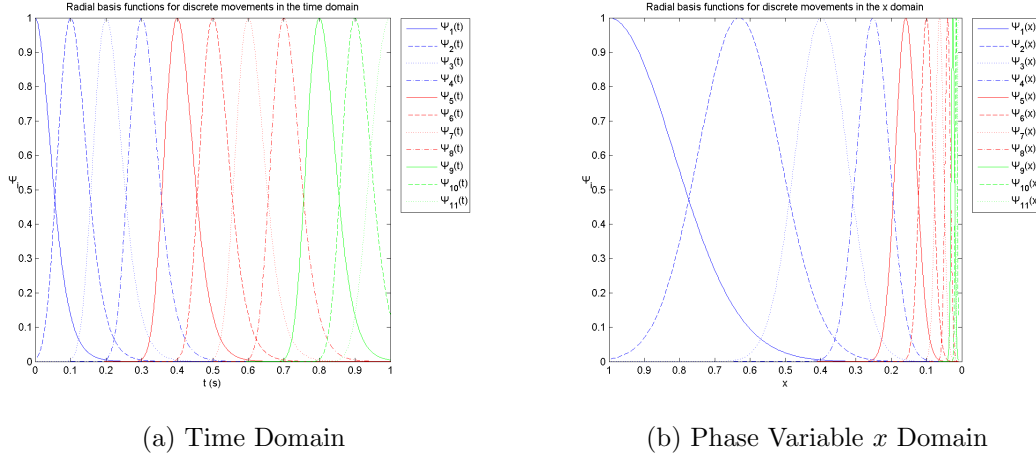 Radial basis functions for discrete movements in the time domain
1
0.9
0.8
0.7
0.6
0.5
0.4
0.3
0.2
0.1
0
Ψi
0 0.1 0.2 0.3 0.4 0.5 0.6 0.7 0.8 0.9 1
t (s)
Ψ1(t)
Ψ2(t)
Ψ3(t)
Ψ4(t)
Ψ5(t)
Ψ6(t)
Ψ7(t)
Ψ8(t)
Ψ9(t)
Ψ10(t)
Ψ11(t)
(a) Time Domain
Radial basis functions for discrete movements in the x domain
1
0.9
0.8
0.7
0.6
0.5
0.4
0.3
0.2
0.1
0
Ψi
1 0.9 0.8 0.7 0.6 0.5 0.4 0.3 0.2 0.1 0
x
Ψ1(x)
Ψ2(x)
Ψ3(x)
Ψ4(x)
Ψ5(x)
Ψ6(x)
Ψ7(x)
Ψ8(x)
Ψ9(x)
Ψ10(x)
Ψ11(x)
(b) Phase Variable x Domain